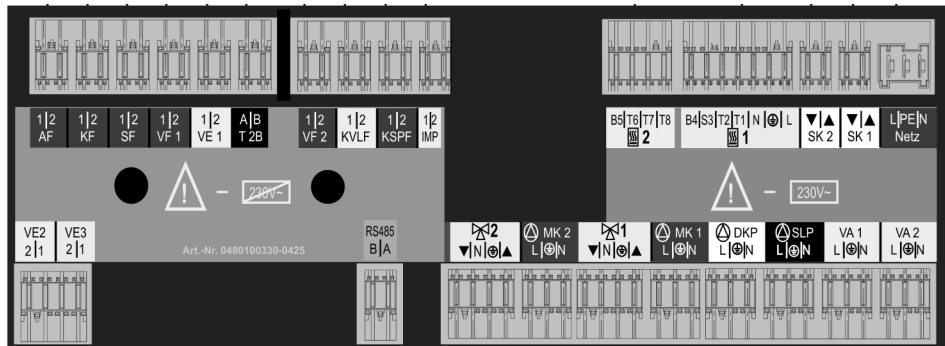 1|2 1|2 1|2 1|2 1|2 A|B 1|2 1|2 1|2 1|2 B5|T6|T7|T8 B4|S3|T2|T1| N |⏚| L ▼|▲ ▼|▲ L|PE|N
AF KF SF VF 1 VE 1 T 2B VF 2 KVLF KSPF IMP 2 1 SK 2 SK 1 Netz
! - 230V~ ! - 230V~
VE2 VE3 RS485 2 MK 2 1 MK 1 DKP SLP VA 1 VA 2
2|1 2|1 Art.-Nr. 0480100330-0425 B|A ▼|N|⏚|▲ L|⏚|N ▼|N|⏚|▲ L|⏚|N L|⏚|N L|⏚|N L|⏚|N L|⏚|N